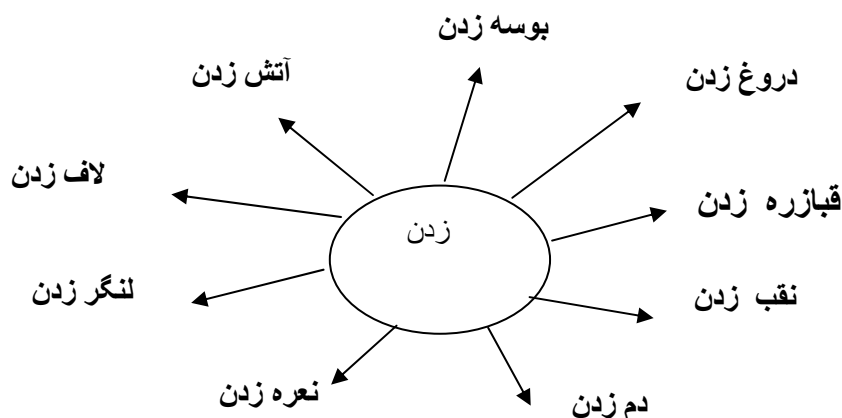 بوسه زدن
دروغ زدن
آتش زدن
لاف زدن
قبازره زدن
زدن
لنگر زدن
نقب زدن
نعره زدن
دم زدن